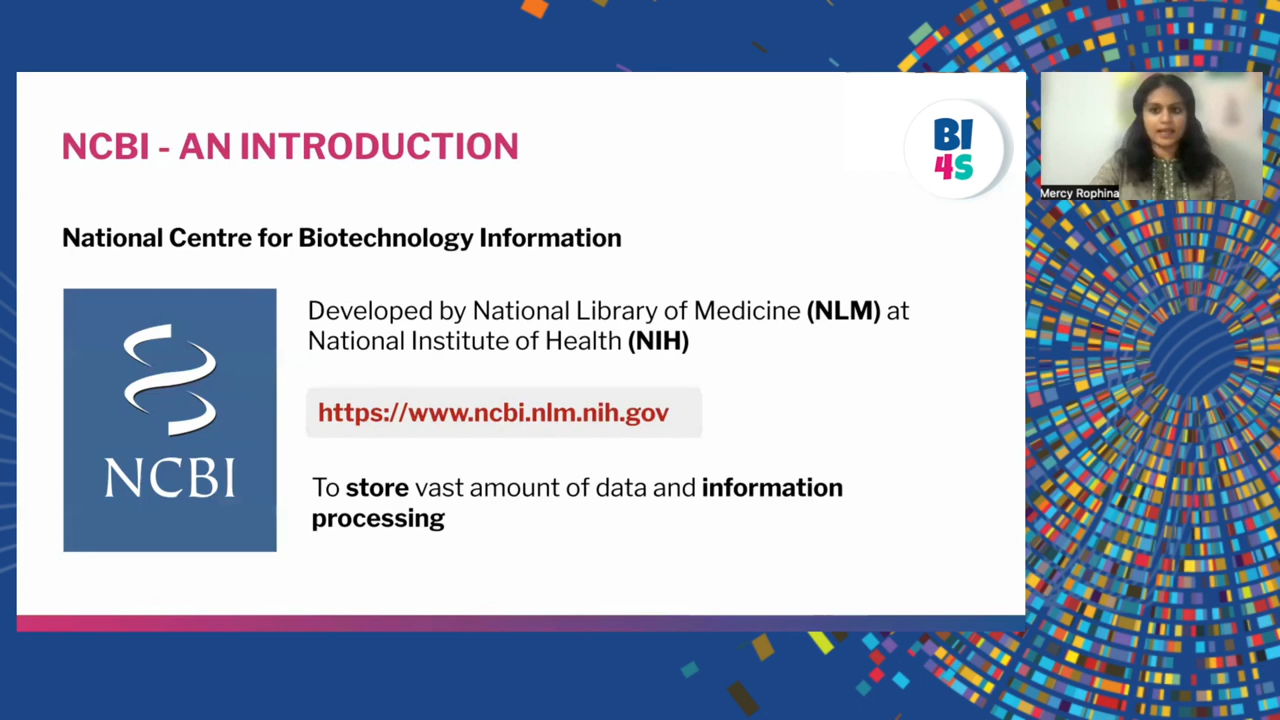 NCBI - AN INTRODUCTION
BI
4S
Mercy Rophina
National Centre for Biotechnology Information
Developed by National Library of Medicine (NLM) at
National Institute of Health (NIH)
https://www.ncbi.nlm.nih.gov
NCBI
To store vast amount of data and information
processing